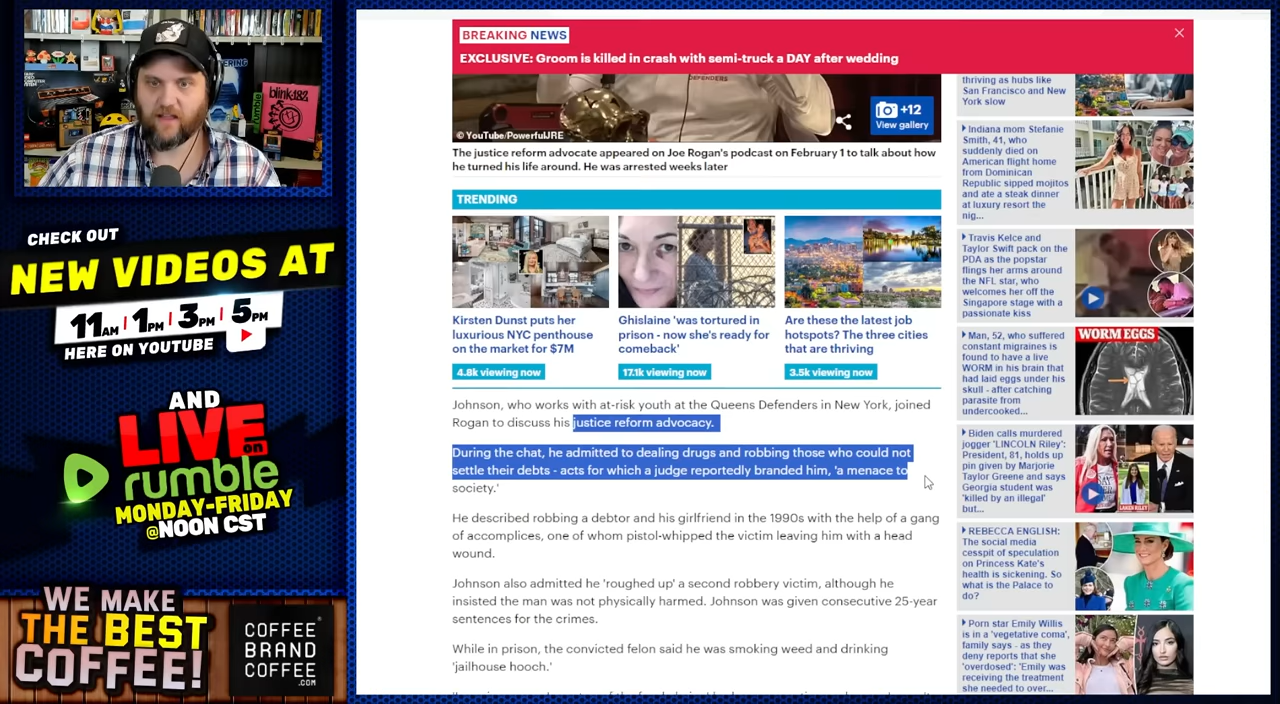 blink-182
rumble
CHECK OUT
NEW VIDEOS AT
11AM | 1PM | 3PM | 5PM
HERE ON YOUTUBE
AND
LIVE on
rumble
MONDAY-FRIDAY
@NOON CST
WE MAKE
THE BEST
COFFEE!
COFFEE
BRAND
COFFEE
.COM
BREAKING NEWS
EXCLUSIVE: Groom is killed in crash with semi-truck a DAY after wedding
DEFENDERS
+12
View gallery
© YouTube/PowerfulJRE
The justice reform advocate appeared on Joe Rogan's podcast on February 1 to talk about how
he turned his life around. He was arrested weeks later
TRENDING
Kirsten Dunst puts her
luxurious NYC penthouse
on the market for $7M
4.8k viewing now
Ghislaine 'was tortured in
prison - now she's ready for
comeback'
17.1k viewing now
Are these the latest job
hotspots? The three cities
that are thriving
3.5k viewing now
Johnson, who works with at-risk youth at the Queens Defenders in New York, joined
Rogan to discuss his justice reform advocacy.
During the chat, he admitted to dealing drugs and robbing those who could not
settle their debts - acts for which a judge reportedly branded him, 'a menace to
society.'
He described robbing a debtor and his girlfriend in the 1990s with the help of a gang
of accomplices, one of whom pistol-whipped the victim leaving him with a head
wound.
Johnson also admitted he 'roughed up' a second robbery victim, although he
insisted the man was not physically harmed. Johnson was given consecutive 25-year
sentences for the crimes.
While in prison, the convicted felon said he was smoking weed and drinking
'jailhouse hooch.'
thriving as hubs like
San Francisco and New
York slow
Indiana mom Stefanie
Smith, 41, who
suddenly died on
American flight home
from Dominican
Republic sipped mojitos
and ate a steak dinner
at luxury resort the
nig...
Travis Kelce and
Taylor Swift pack on the
PDA as the popstar
flings her arms around
the NFL star, who
welcomes her off the
Singapore stage with a
passionate kiss
Man, 52, who suffered
constant migraines is
found to have a live
WORM in his brain that
had laid eggs under his
skull - after catching
parasite from
undercooked...
WORM EGGS
Biden calls murdered
jogger 'LINCOLN Riley':
President, 81, holds up
pin given by Marjorie
Taylor Greene and says
Georgia student was
'killed by an illegal'
but...
LAKEN RILEY
REBECCA ENGLISH:
The social media
cesspit of speculation
on Princess Kate's
health is sickening. So
what is the Palace to
do?
Porn star Emily Willis
is in a 'vegetative coma',
family says - as they
deny reports that she
'overdosed': 'Emily was
receiving the treatment
she needed to over...